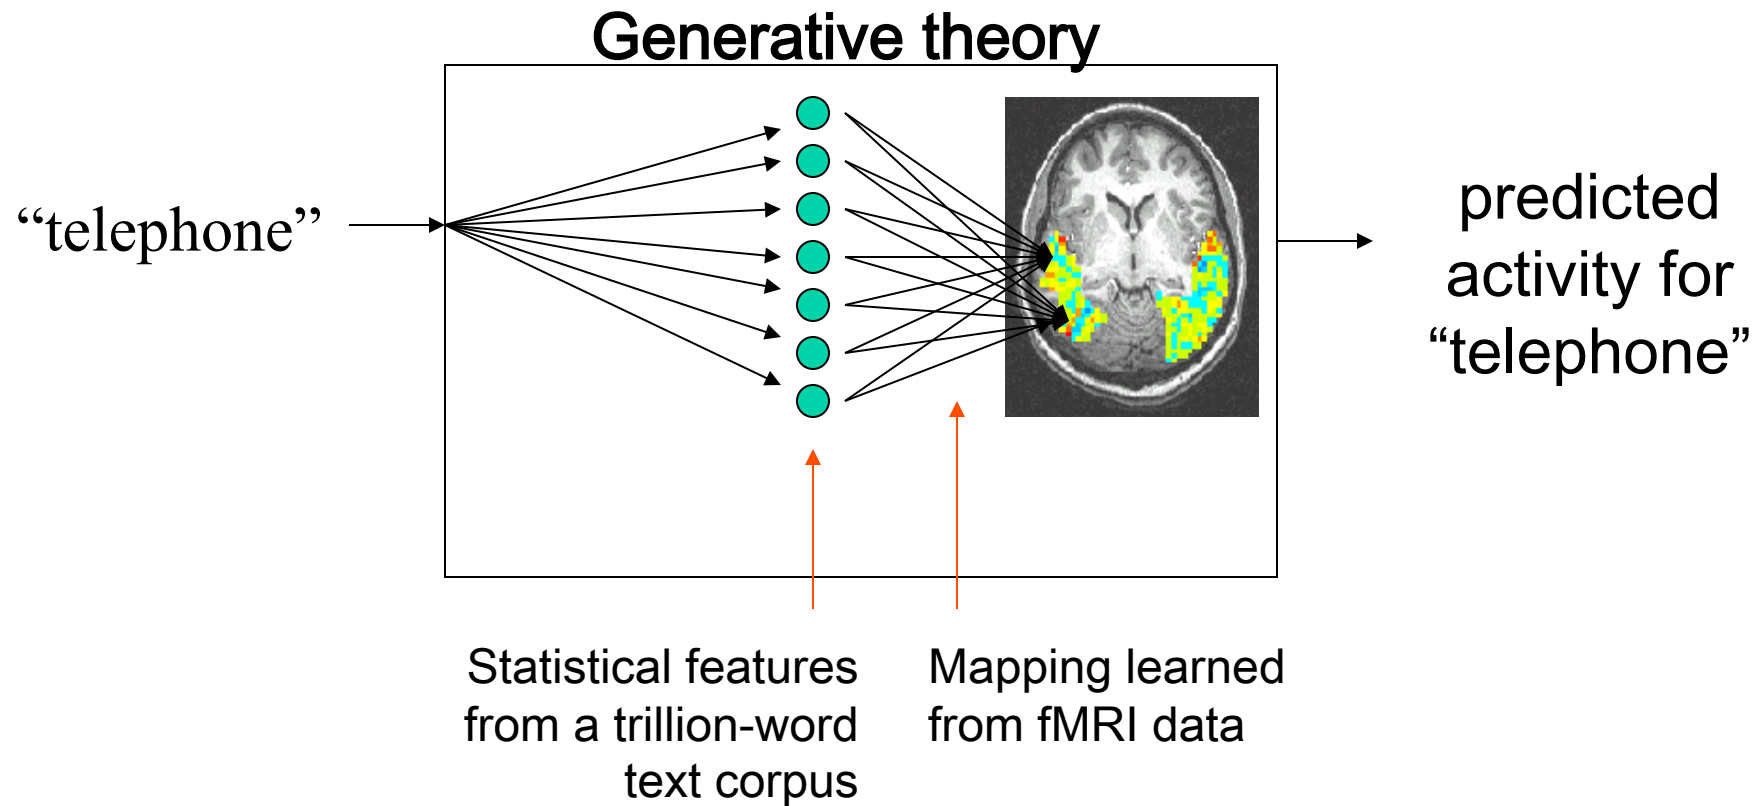 Generative theory
“telephone”
predicted
activity for
“telephone”
Statistical features
from a trillion-word
text corpus
Mapping learned
from fMRI data